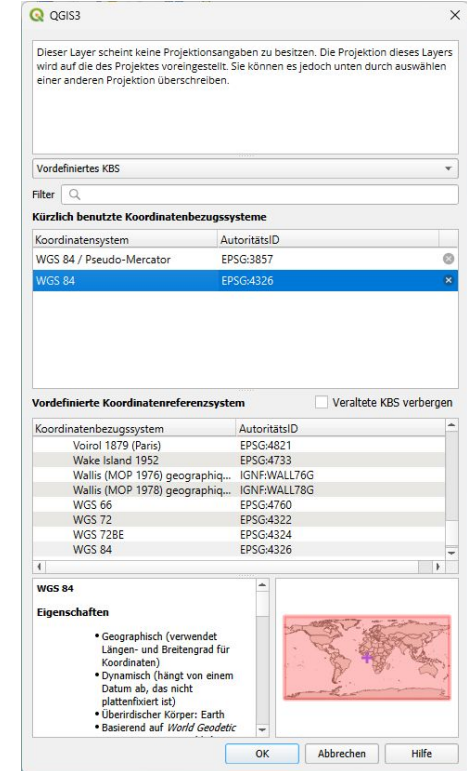 QGIS3
Dieser Layer scheint keine Projektionsangaben zu besitzen. Die Projektion dieses Layers
wird auf die des Projektes voreingestellt. Sie können es jedoch unten durch auswählen
einer anderen Projektion überschreiben.
Vordefiniertes KBS
Filter
Kürzlich benutzte Koordinatenbezugssysteme
Koordinatensystem AutoritätsID
WGS 84 / Pseudo-Mercator EPSG:3857
WGS 84 EPSG:4326
Vordefinierte Koordinatenreferenzsystem Veraltete KBS verbergen
Koordinatenbezugssystem AutoritätsID
Voirol 1879 (Paris) EPSG:4821
Wake Island 1952 EPSG:4733
Wallis (MOP 1976) geographiq... IGNF:WALL76G
Wallis (MOP 1978) geographiq... IGNF:WALL78G
WGS 66 EPSG:4760
WGS 72 EPSG:4322
WGS 72BE EPSG:4324
WGS 84 EPSG:4326
WGS 84
Eigenschaften
• Geographisch (verwendet
Längen- und Breitengrad für
Koordinaten)
• Dynamisch (hängt von einem
Datum ab, das nicht
plattenfixiert ist)
• Überirdischer Körper: Earth
• Basierend auf World Geodetic
OK Abbrechen Hilfe